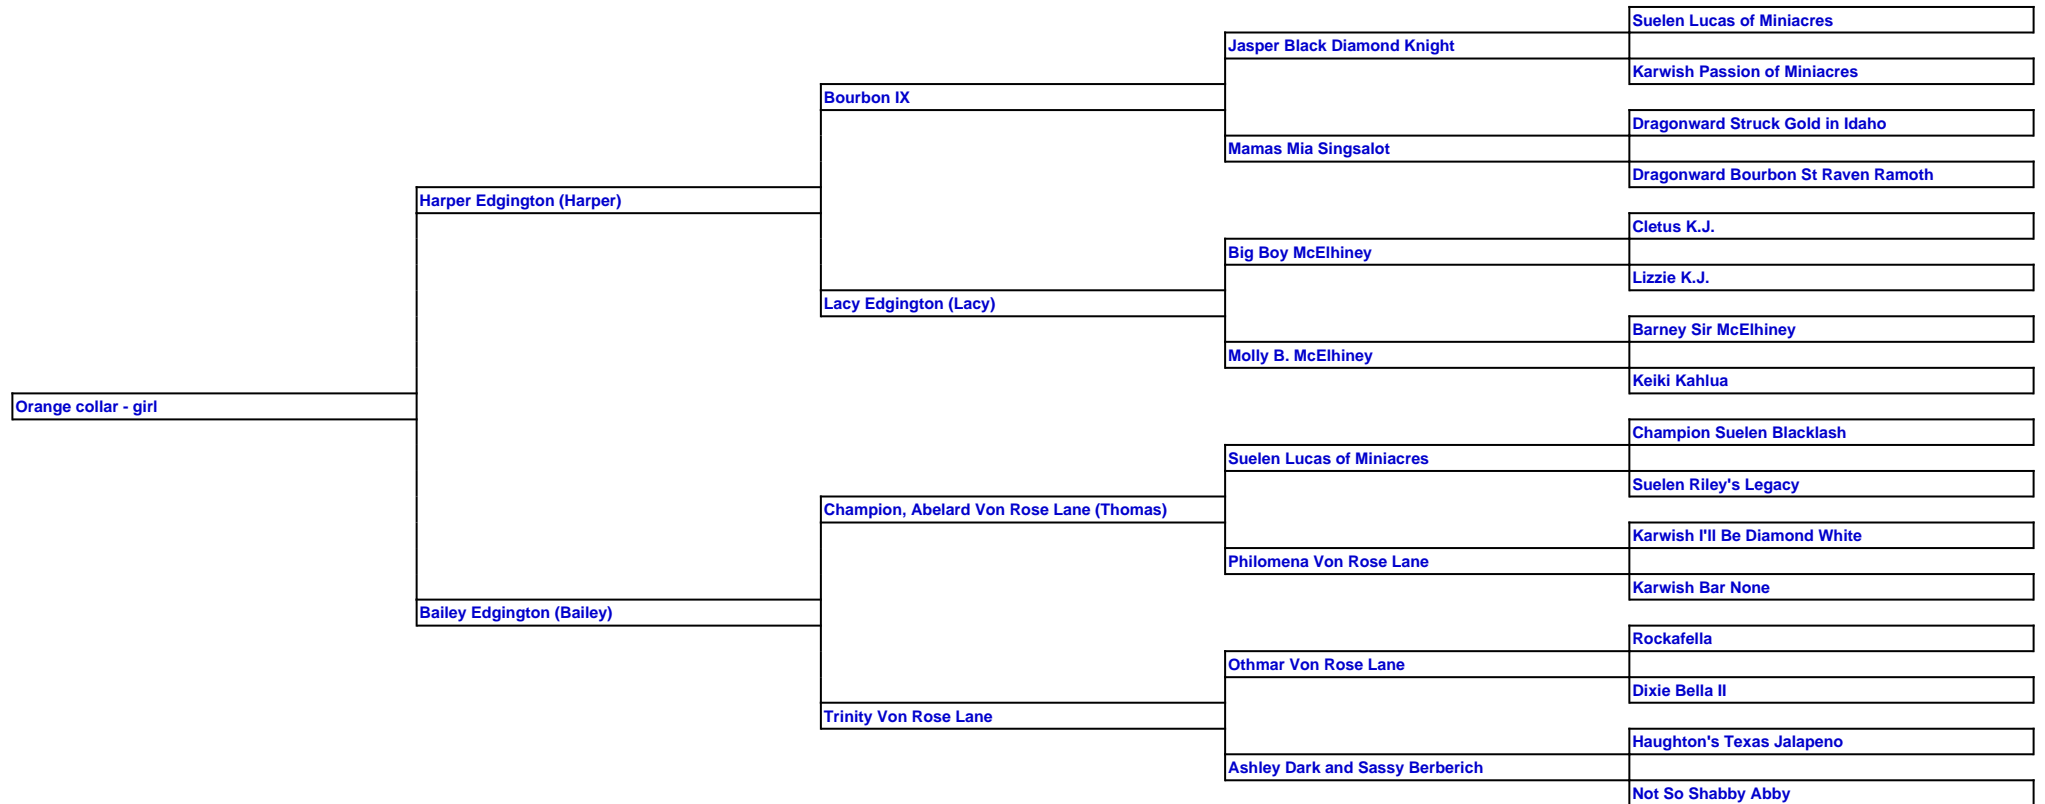 Suelen Lucas of Miniacres
Jasper Black Diamond Knight
Karwish Passion of Miniacres
Bourbon IX
Dragonward Struck Gold in Idaho
Mamas Mia Singsalot
Dragonward Bourbon St Raven Ramoth
Harper Edgington (Harper)
Cletus K.J.
Big Boy McElhiney
Lizzie K.J.
Lacy Edgington (Lacy)
Barney Sir McElhiney
Molly B. McElhiney
Keiki Kahlua
Orange collar - girl
Champion Suelen Blacklash
Suelen Lucas of Miniacres
Suelen Riley's Legacy
Champion, Abelard Von Rose Lane (Thomas)
Karwish I'll Be Diamond White
Philomena Von Rose Lane
Karwish Bar None
Bailey Edgington (Bailey)
Rockafella
Othmar Von Rose Lane
Dixie Bella II
Trinity Von Rose Lane
Haughton's Texas Jalapeno
Ashley Dark and Sassy Berberich
Not So Shabby Abby